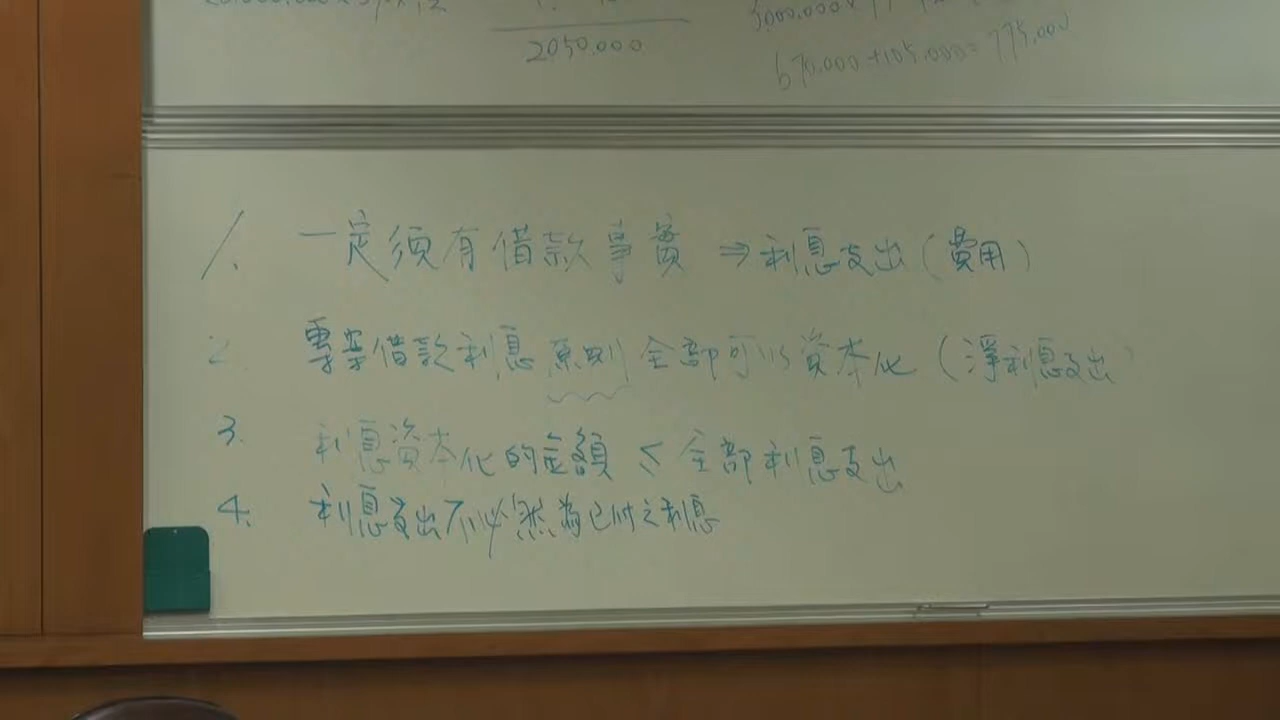 2050.000
670.000+105.000=775.000
1. 一定須有借款事實 ⇒利息支出(費用)
2. 專案借款利息原則全部可以資本化(淨利息支出)
3. 利息資本化的金額 ≤ 全部利息支出
4. 利息支出不必然為已付之利息